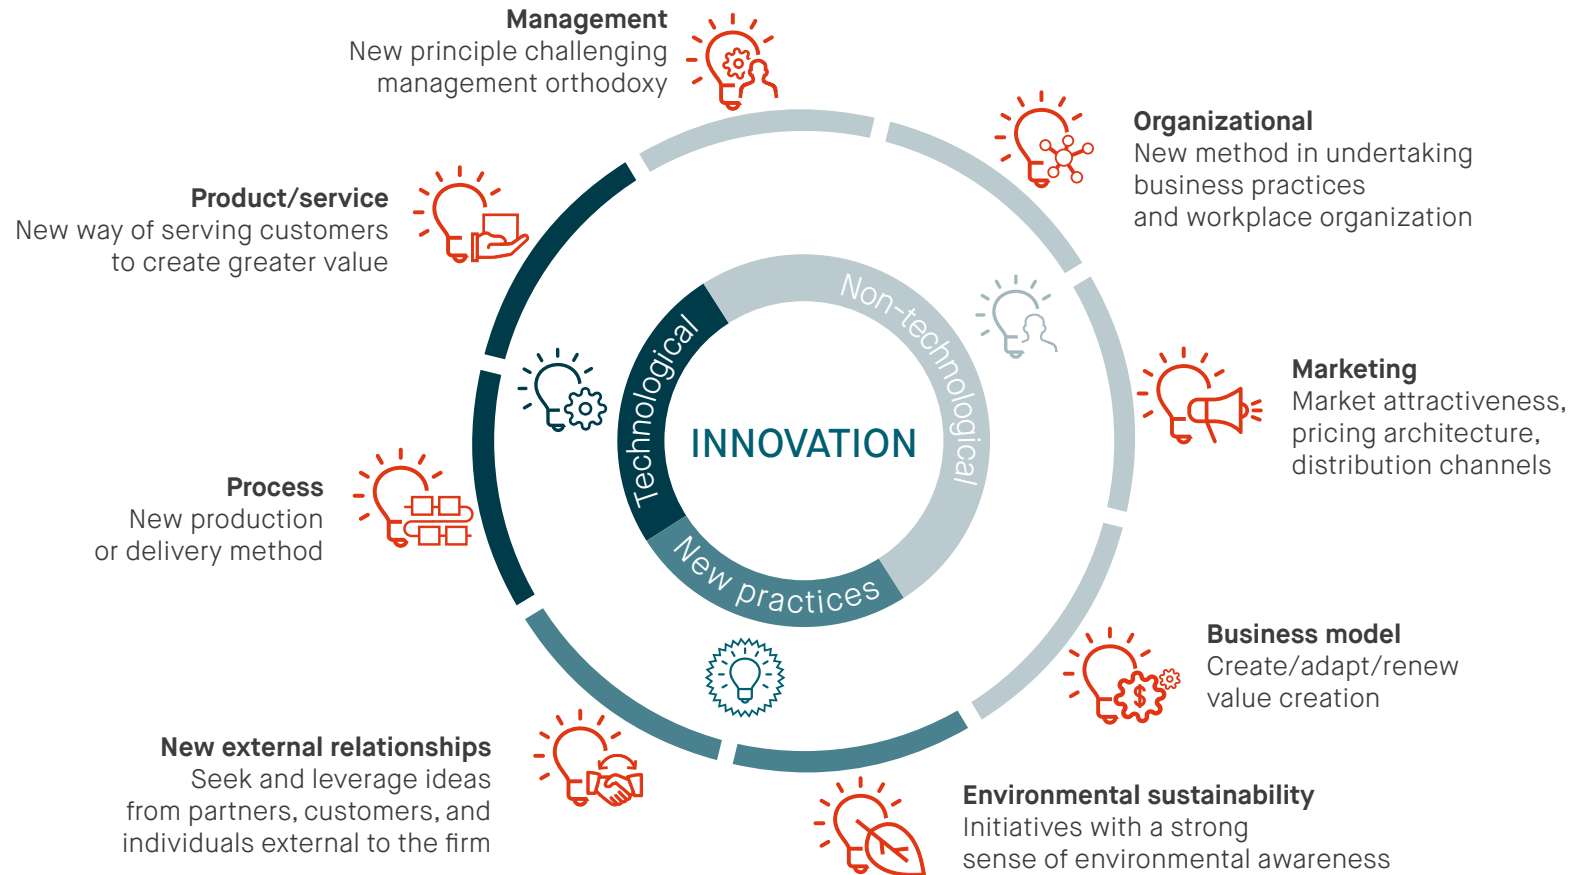 Management
New principle challenging
management orthodoxy
Organizational
New method in undertaking
business practices
and workplace organization
Product/service
New way of serving customers
to create greater value
Marketing
Market attractiveness,
pricing architecture,
distribution channels
Process
New production
or delivery method
Technological
Non-technological
New practices
INNOVATION
Business model
Create/adapt/renew
value creation
$
New external relationships
Seek and leverage ideas
from partners, customers, and
individuals external to the firm
Environmental sustainability
Initiatives with a strong
sense of environmental awareness